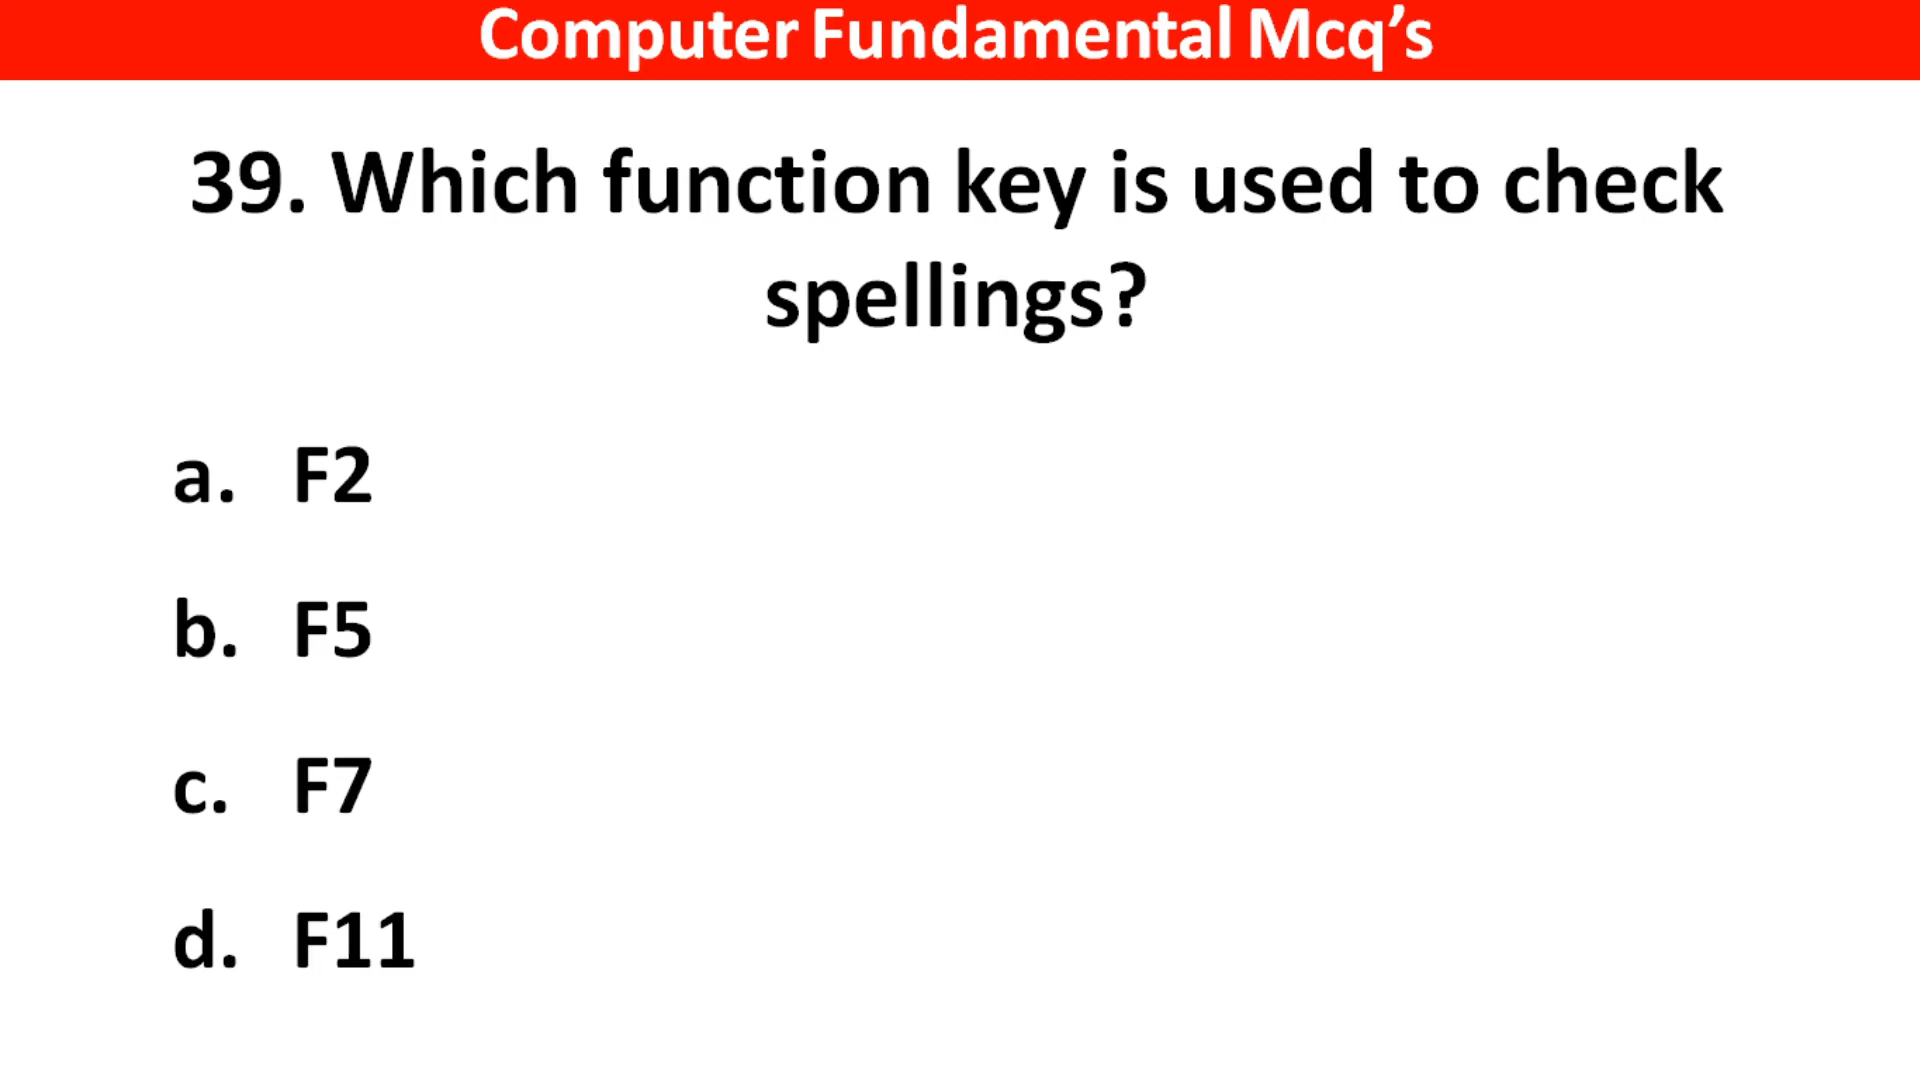 Computer Fundamental Mcq’s
39. Which function key is used to check
spellings?
a. F2
b. F5
c. F7
d. F11